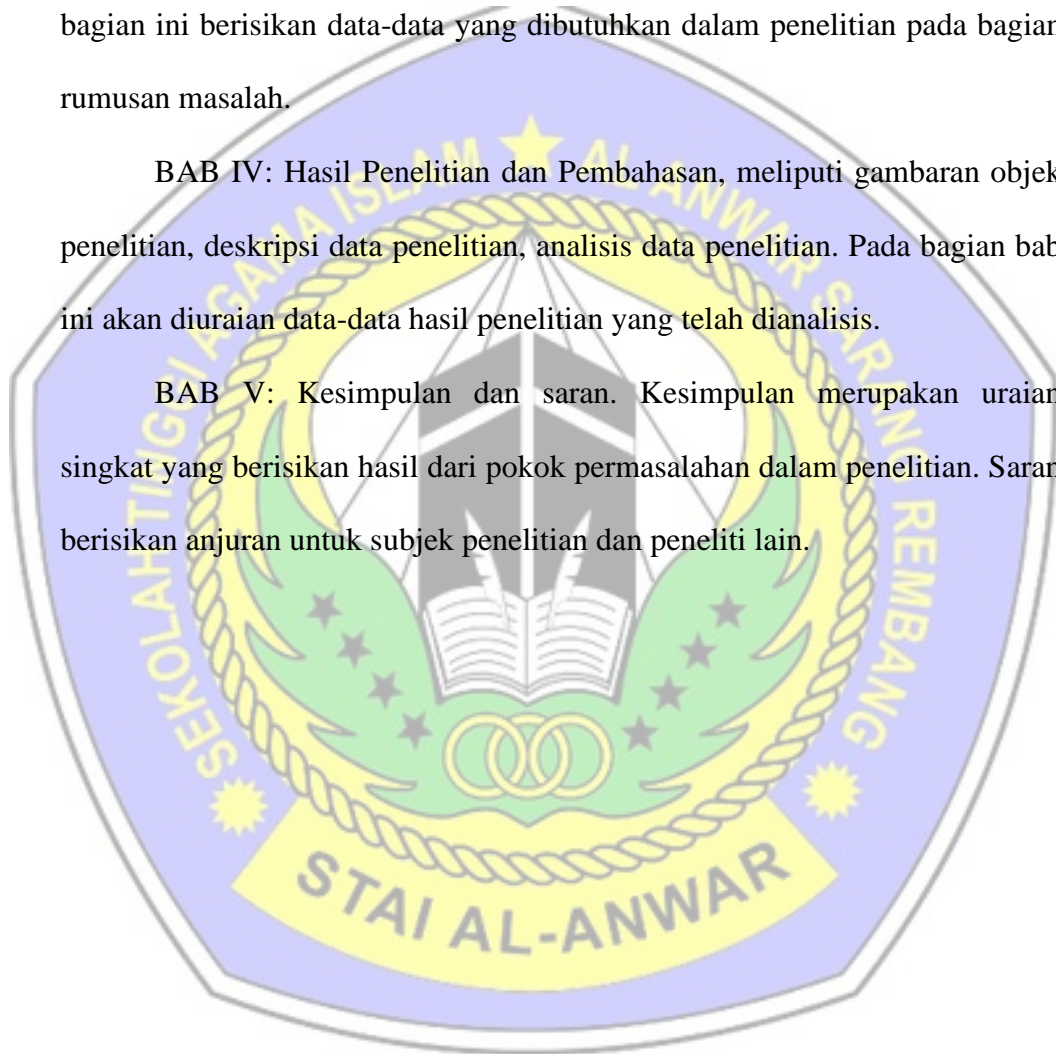 bagian ini berisikan data-data yang dibutuhkan dalam penelitian pada bagian
rumusan masalah.
BAB IV: Hasil Penelitian dan Pembahasan, meliputi gambaran objek
penelitian, deskripsi data penelitian, analisis data penelitian. Pada bagian bab
ini akan diuraian data-data hasil penelitian yang telah dianalisis.
BAB V: Kesimpulan dan saran. Kesimpulan merupakan uraian
singkat yang berisikan hasil dari pokok permasalahan dalam penelitian. Saran
berisikan anjuran untuk subjek penelitian dan peneliti lain.
SEKOLAH TINGGI AGAMA ISLAM AL-ANWAR SARANG REMBANG
STAI AL-ANWAR